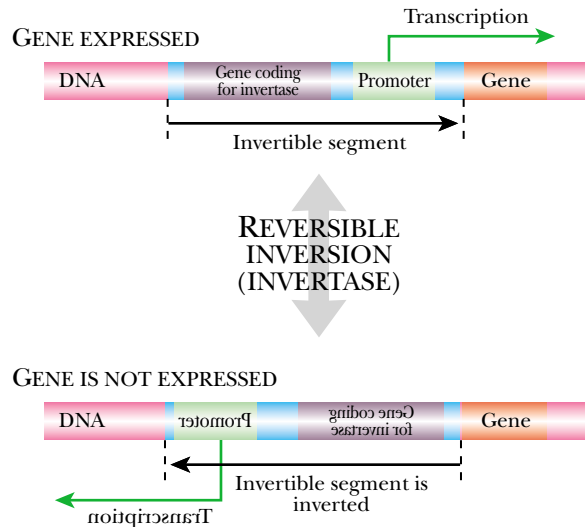 Transcription
GENE EXPRESSED
DNA
Gene coding
for invertase
Promoter
Gene
Invertible segment
REVERSIBLE
INVERSION
(INVERTASE)
GENE IS NOT EXPRESSED
DNA
Promoter
Gene coding
for invertase
Gene
Invertible segment is
inverted
Transcription